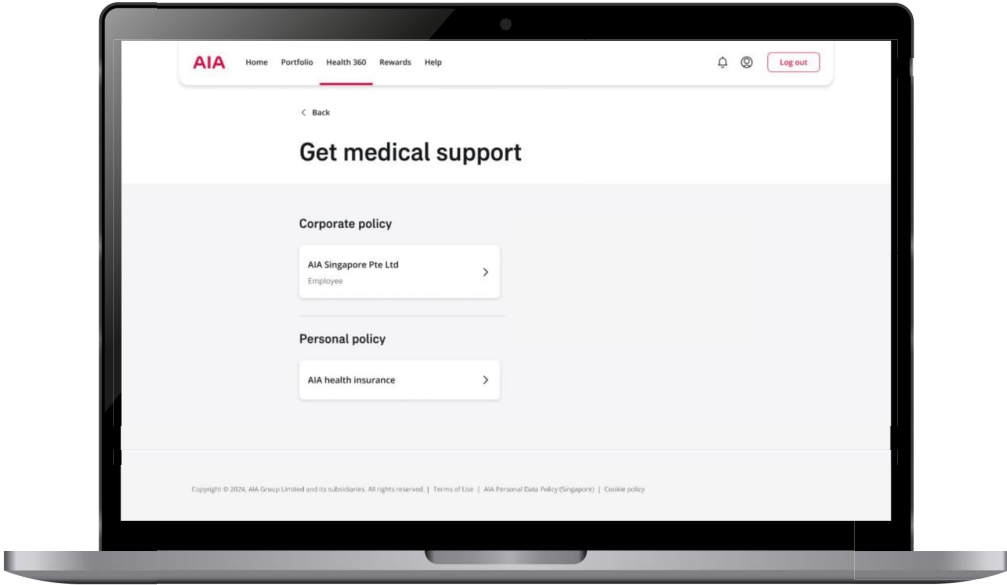 AIA Home Portfolio Health 360 Rewards Help Log out
Back
Get medical support
Corporate policy
AIA Singapore Pte Ltd
Employee
Personal policy
AIA health insurance
Copyright © 2024, AIA Group Limited and its subsidiaries. All rights reserved. | Terms of Use | AIA Personal Data Policy (Singapore) | Cookie policy